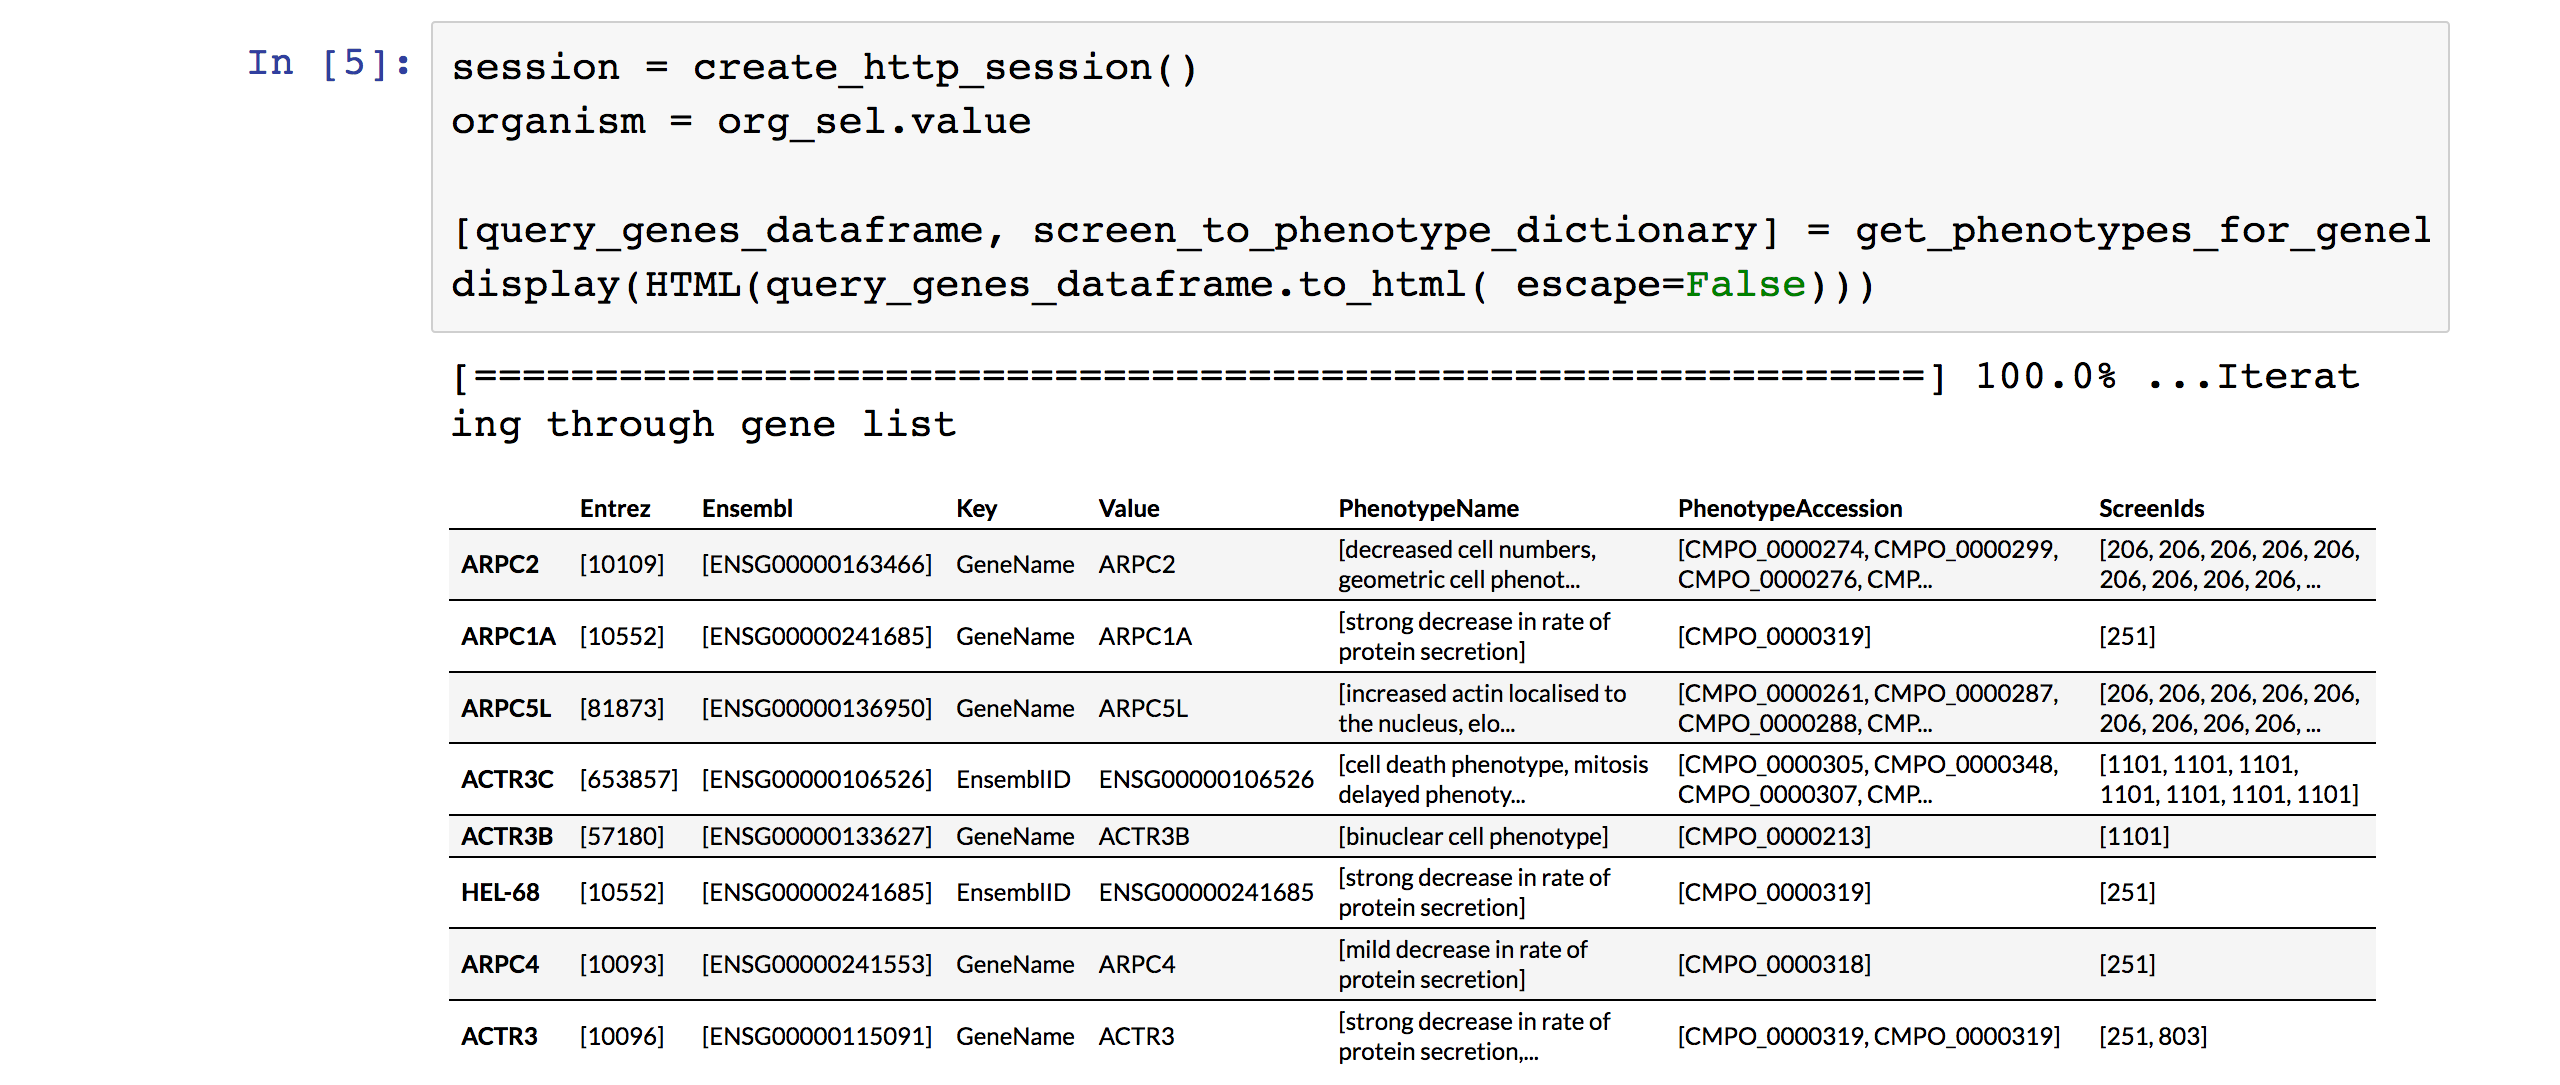 In [5]:
session = create_http_session()
organism = org_sel.value
[query_genes_dataframe, screen_to_phenotype_dictionary] = get_phenotypes_for_genel
display(HTML(query_genes_dataframe.to_html( escape=False)))
[============================================================] 100.0% ...Iterat
ing through gene list
Entrez Ensembl Key Value PhenotypeName PhenotypeAccession ScreenIds
ARPC2 [10109] [ENSG00000163466] GeneName ARPC2 [decreased cell numbers, geometric cell phenot... [CMPO_0000274, CMPO_0000299, CMPO_0000276, CMP... [206, 206, 206, 206, 206, 206, 206, 206, 206, ...
ARPC1A [10552] [ENSG00000241685] GeneName ARPC1A [strong decrease in rate of protein secretion] [CMPO_0000319] [251]
ARPC5L [81873] [ENSG00000136950] GeneName ARPC5L [increased actin localised to the nucleus, elo... [CMPO_0000261, CMPO_0000287, CMPO_0000288, CMP... [206, 206, 206, 206, 206, 206, 206, 206, 206, ...
ACTR3C [653857] [ENSG00000106526] EnsemblID ENSG00000106526 [cell death phenotype, mitosis delayed phenoty... [CMPO_0000305, CMPO_0000348, CMPO_0000307, CMP... [1101, 1101, 1101, 1101, 1101, 1101, 1101]
ACTR3B [57180] [ENSG00000133627] GeneName ACTR3B [binuclear cell phenotype] [CMPO_0000213] [1101]
HEL-68 [10552] [ENSG00000241685] EnsemblID ENSG00000241685 [strong decrease in rate of protein secretion] [CMPO_0000319] [251]
ARPC4 [10093] [ENSG00000241553] GeneName ARPC4 [mild decrease in rate of protein secretion] [CMPO_0000318] [251]
ACTR3 [10096] [ENSG00000115091] GeneName ACTR3 [strong decrease in rate of protein secretion,... [CMPO_0000319, CMPO_0000319] [251, 803]